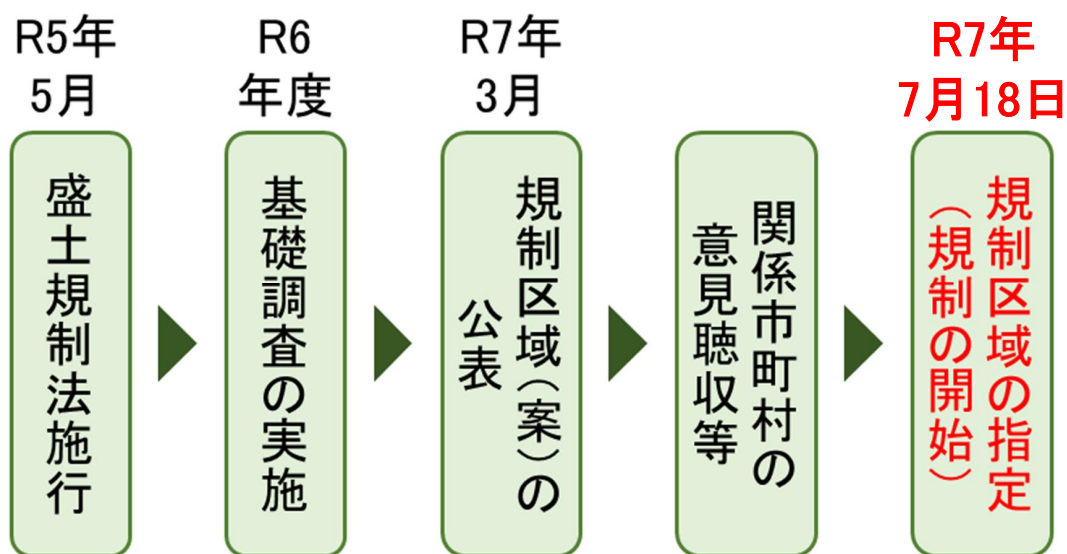 R5年
5月
盛土規制法施行
R6
年度
基礎調査の実施
R7年
3月
規制区域(案)の
公表
関係市町村の
意見聴取等
R7年
7月18日
規制区域の指定
(規制の開始)